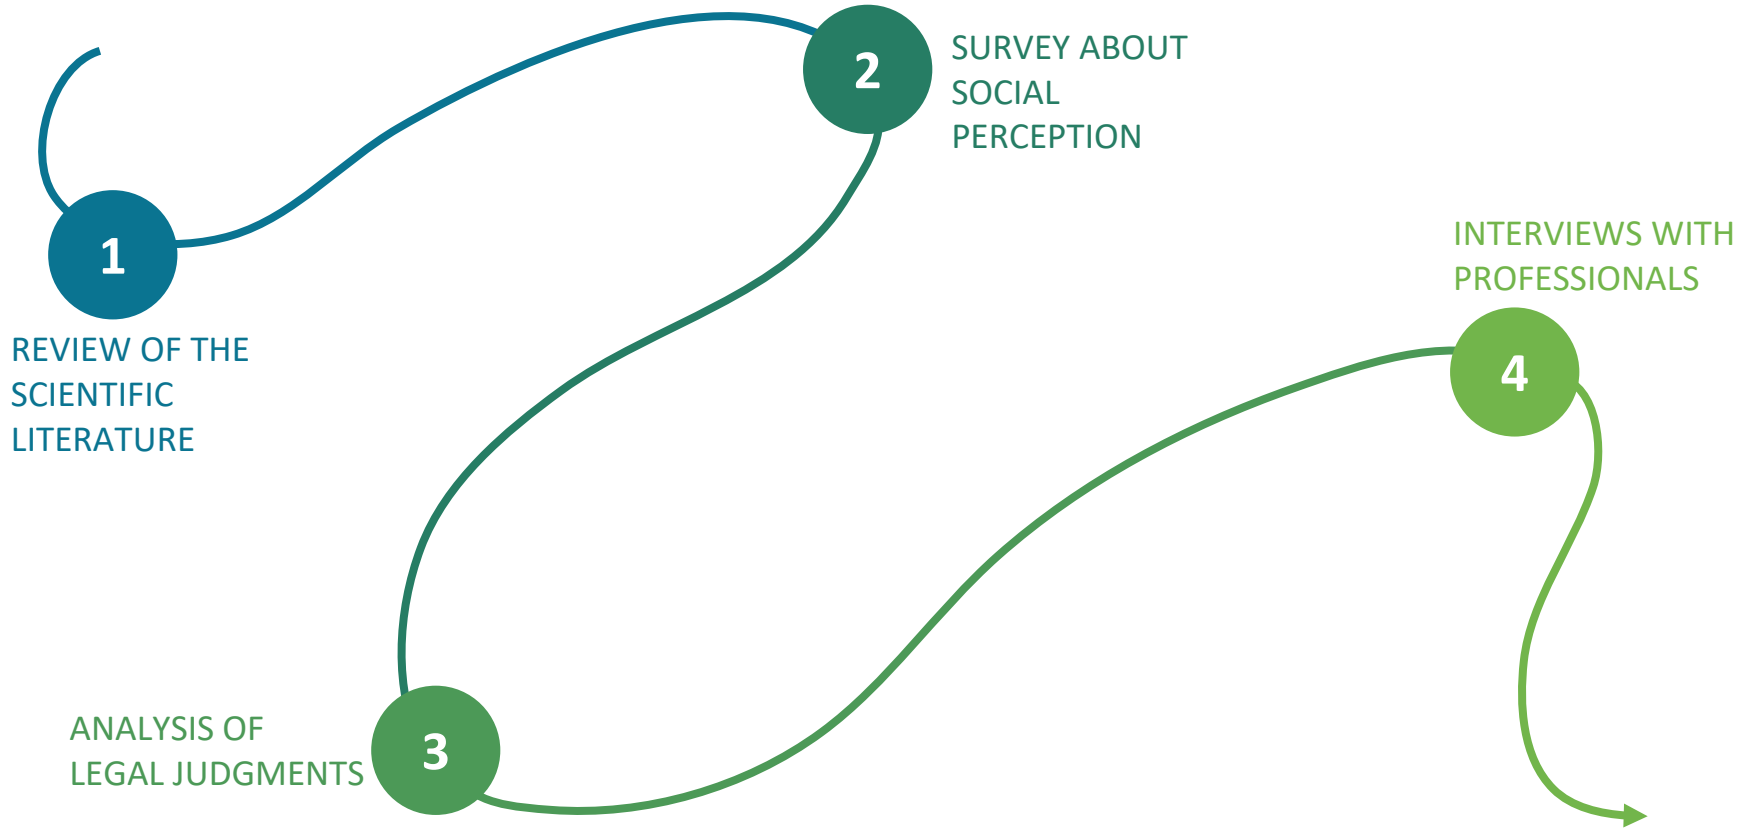 1
REVIEW OF THE
SCIENTIFIC
LITERATURE
2
SURVEY ABOUT
SOCIAL
PERCEPTION
3
ANALYSIS OF
LEGAL JUDGMENTS
4
INTERVIEWS WITH
PROFESSIONALS